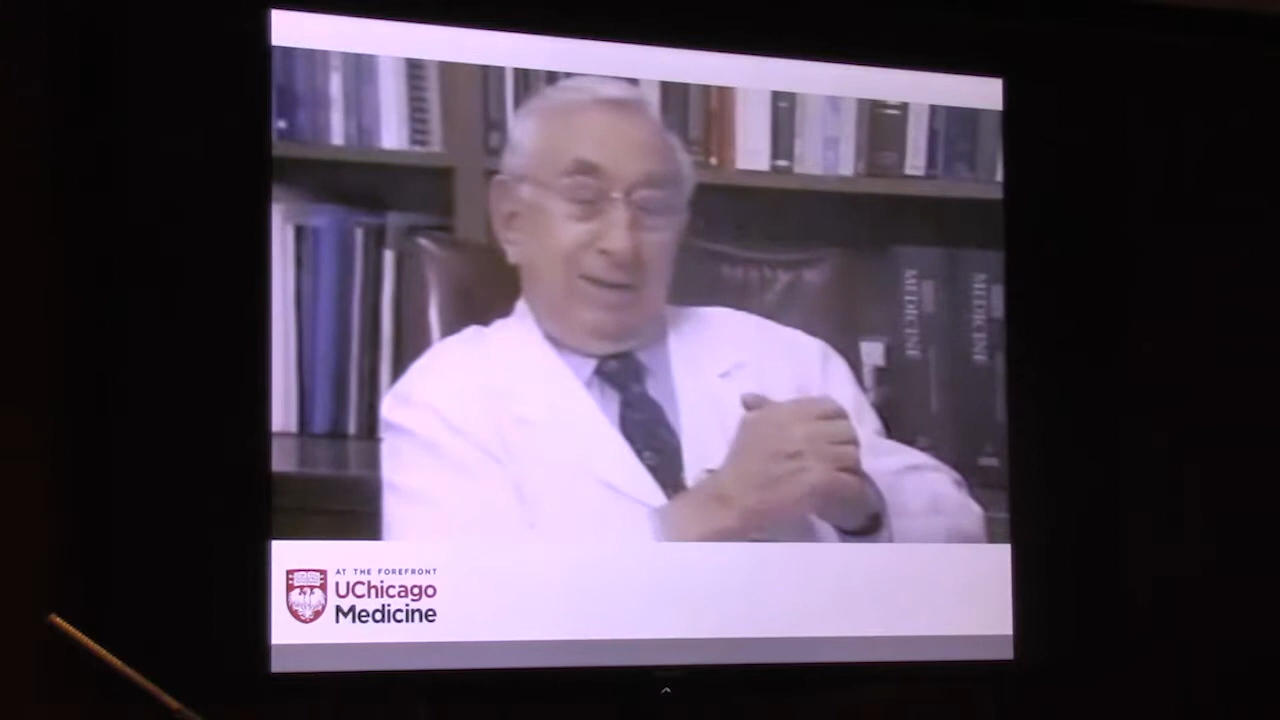 MEDICINE
MEDICINE
AT THE FOREFRONT
UChicago
Medicine